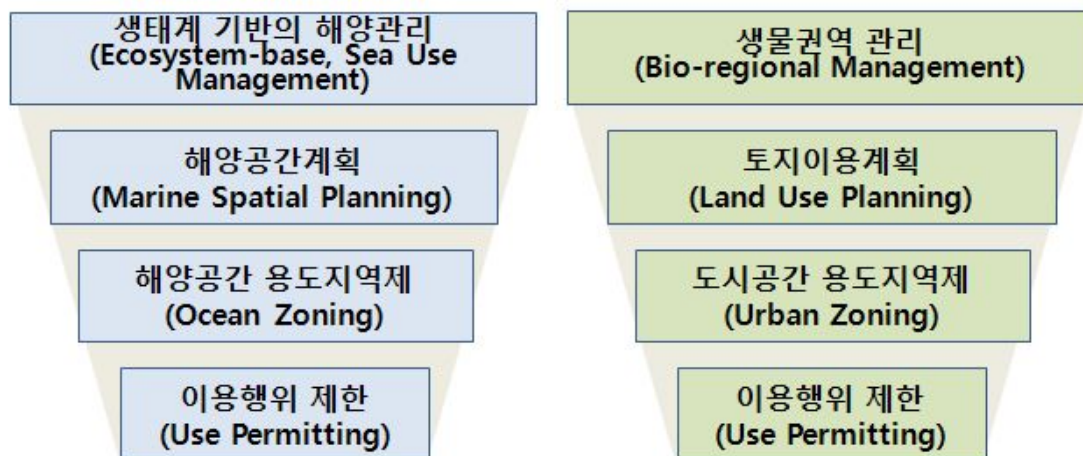 생태계 기반의 해양관리
(Ecosystem-base, Sea Use
Management)
해양공간계획
(Marine Spatial Planning)
해양공간 용도지역제
(Ocean Zoning)
이용행위 제한
(Use Permitting)
생물권역 관리
(Bio-regional Management)
토지이용계획
(Land Use Planning)
도시공간 용도지역제
(Urban Zoning)
이용행위 제한
(Use Permitting)